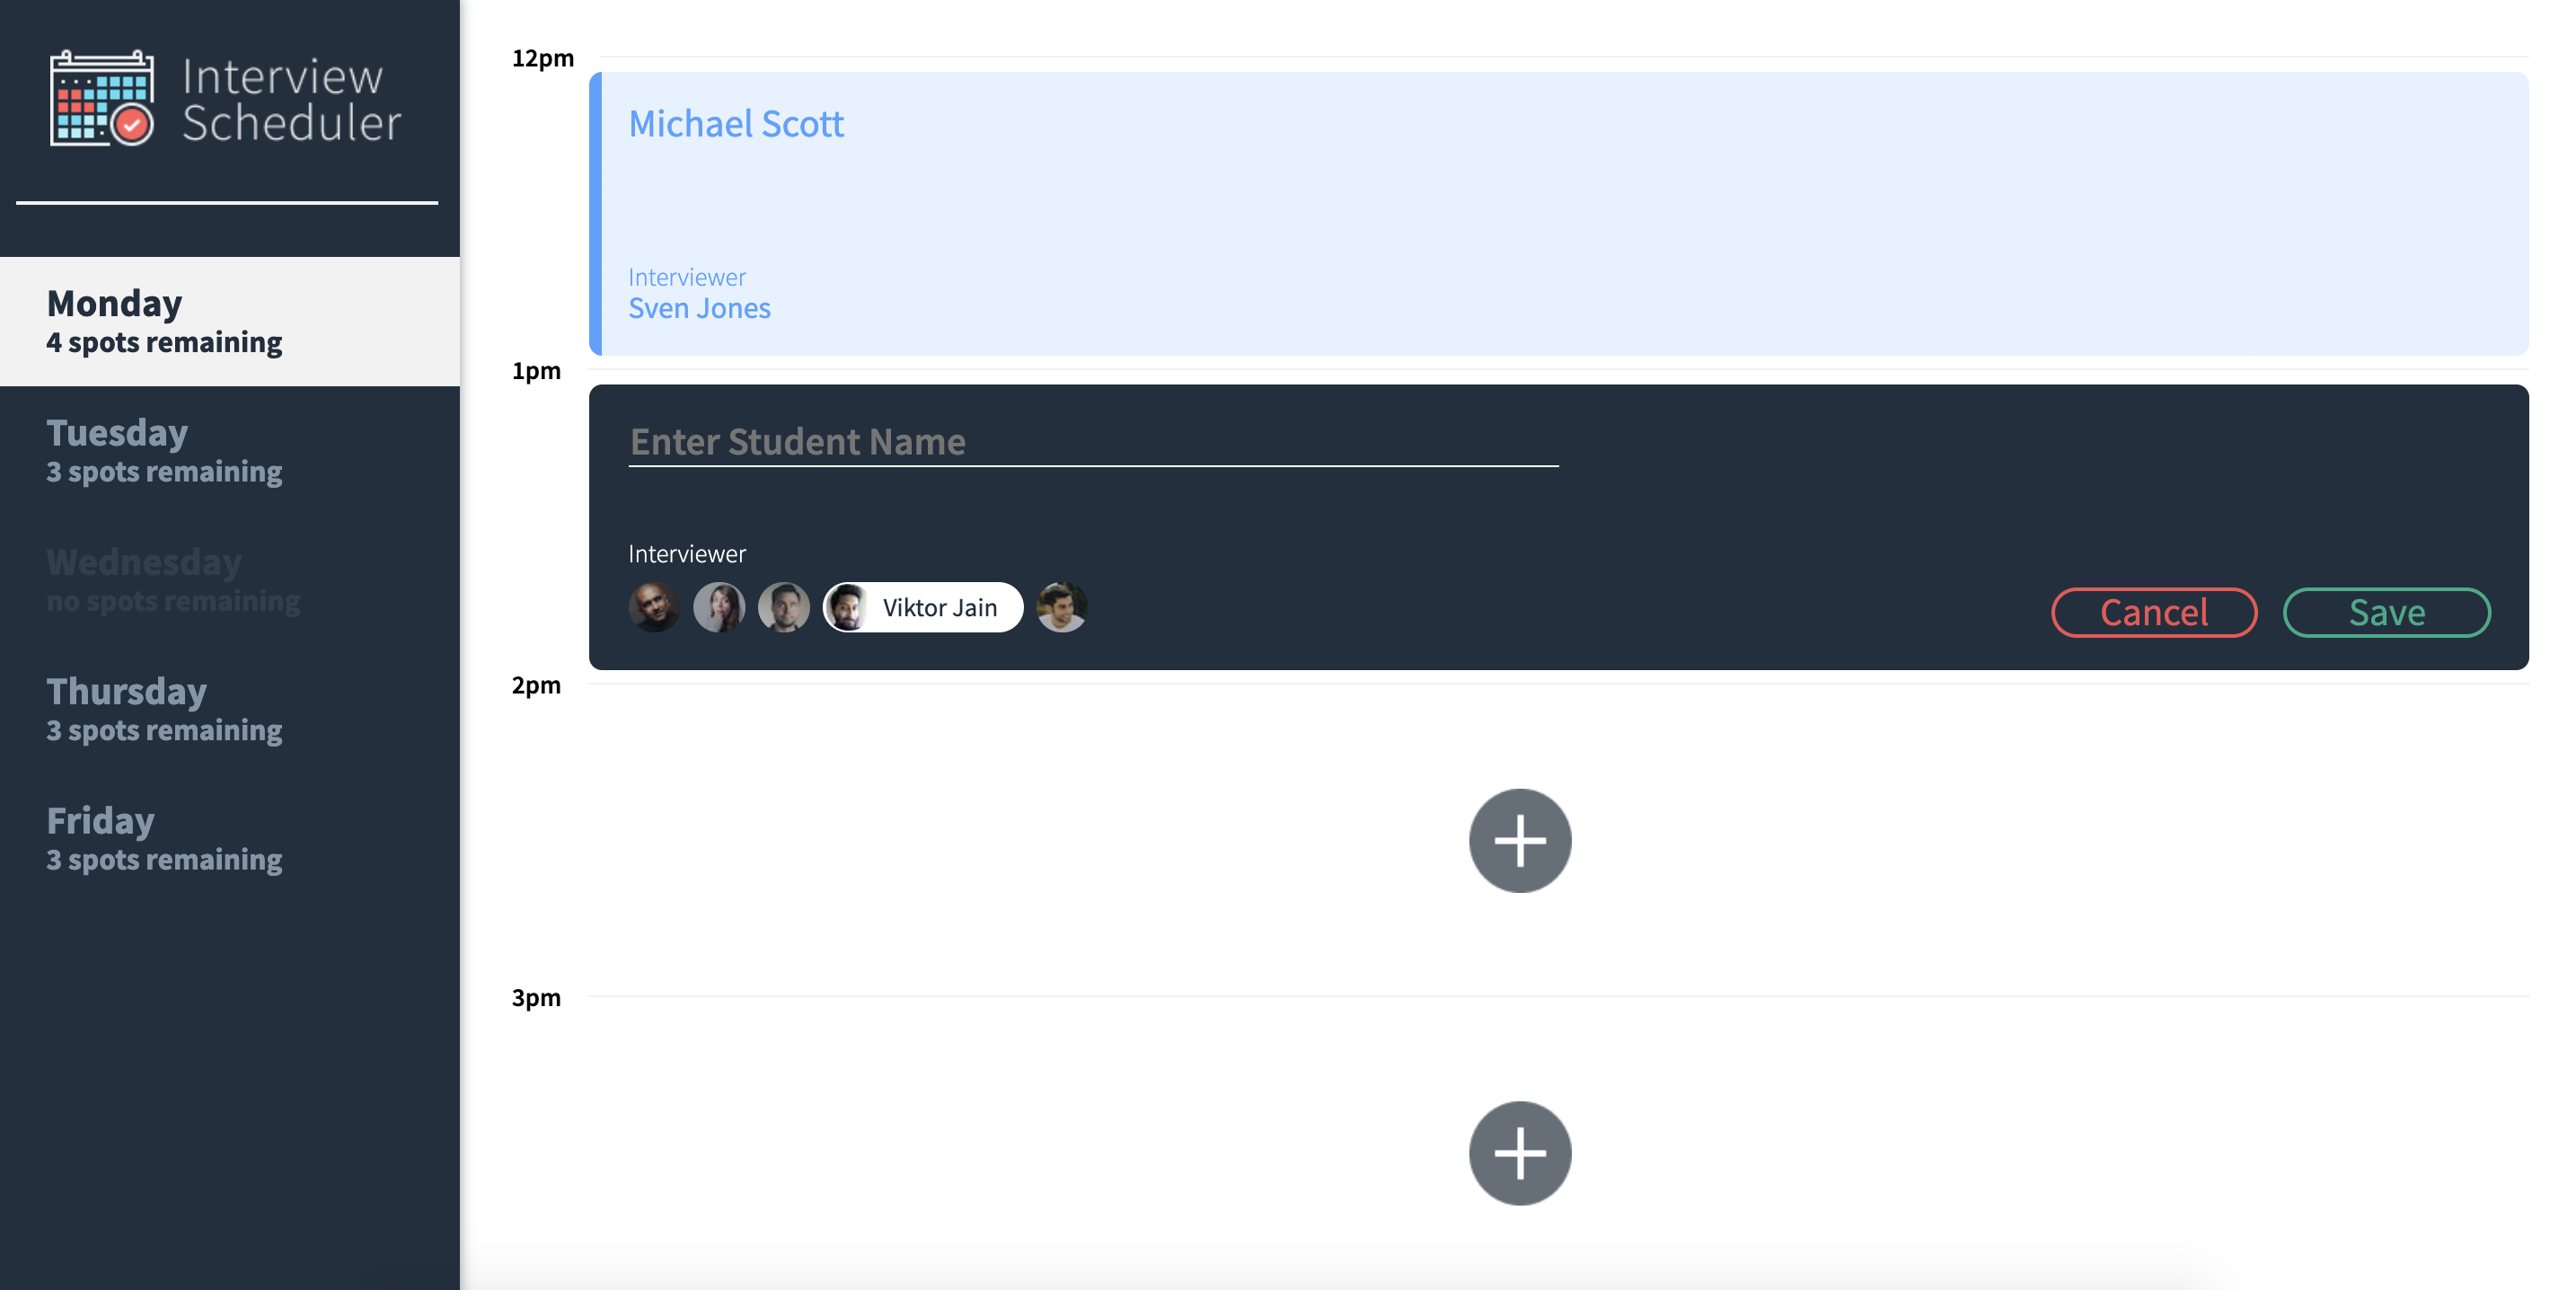 Interview
Scheduler
Monday
4 spots remaining
Tuesday
3 spots remaining
Wednesday
no spots remaining
Thursday
3 spots remaining
Friday
3 spots remaining
12pm
Michael Scott
Interviewer
Sven Jones
1pm
Enter Student Name
Interviewer
Viktor Jain
Cancel
Save
2pm
3pm